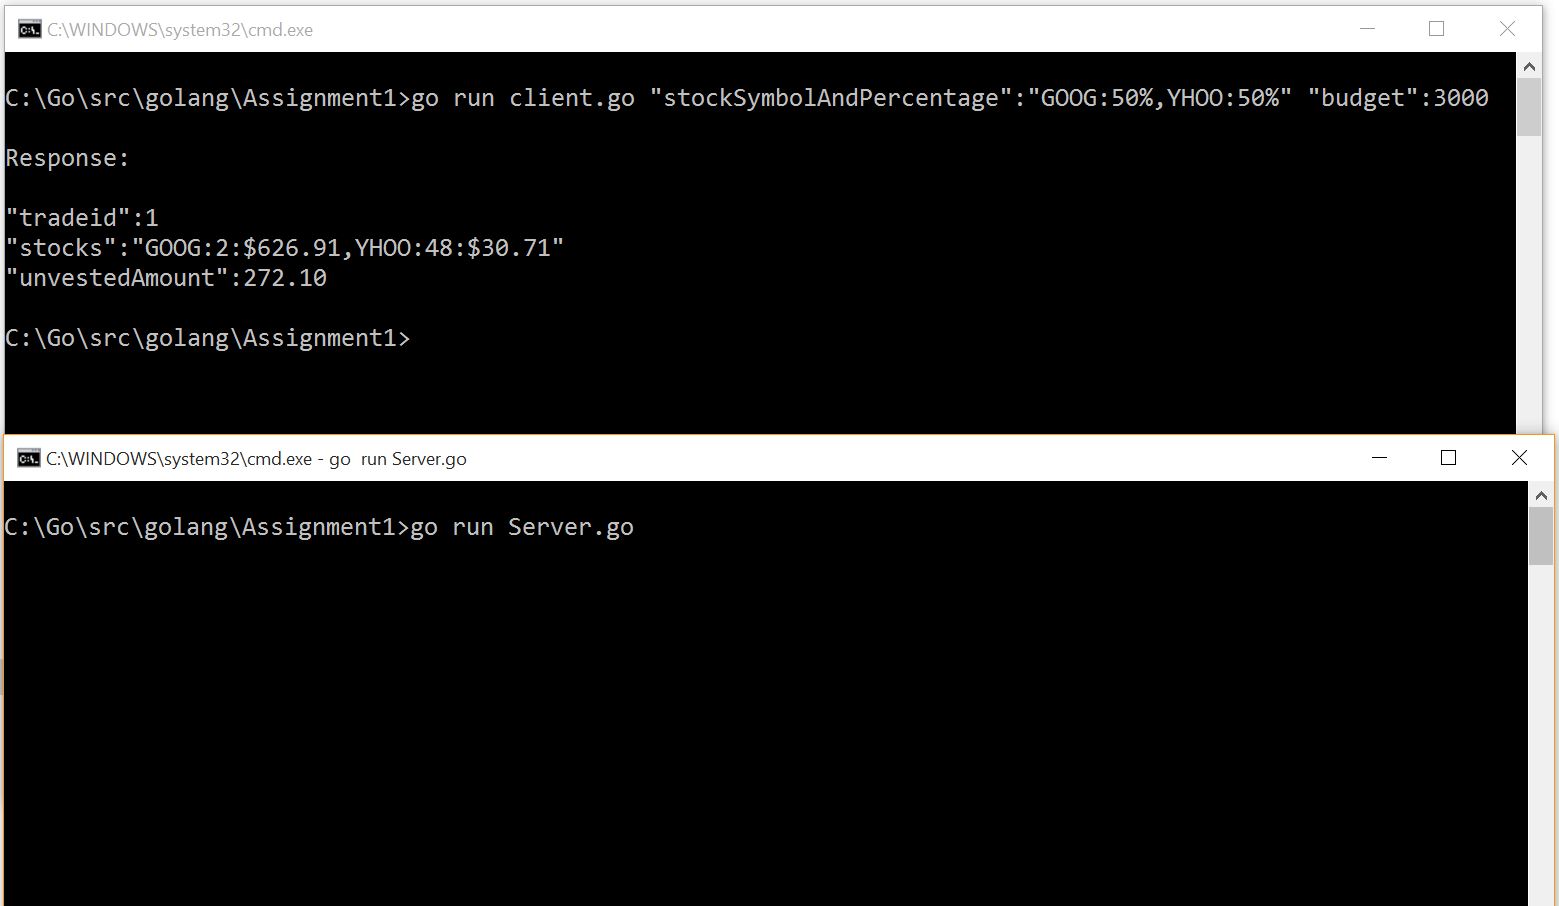 C:\WINDOWS\system32\cmd.exe
C:\Go\src\golang\Assignment1>go run client.go "stockSymbolAndPercentage":"GOOG:50%,YHOO:50%" "budget":3000
Response:
"tradeid":1
"stocks":"GOOG:2:$626.91,YHOO:48:$30.71"
"unvestedAmount":272.10
C:\Go\src\golang\Assignment1>
C:\WINDOWS\system32\cmd.exe - go  run Server.go
C:\Go\src\golang\Assignment1>go run Server.go